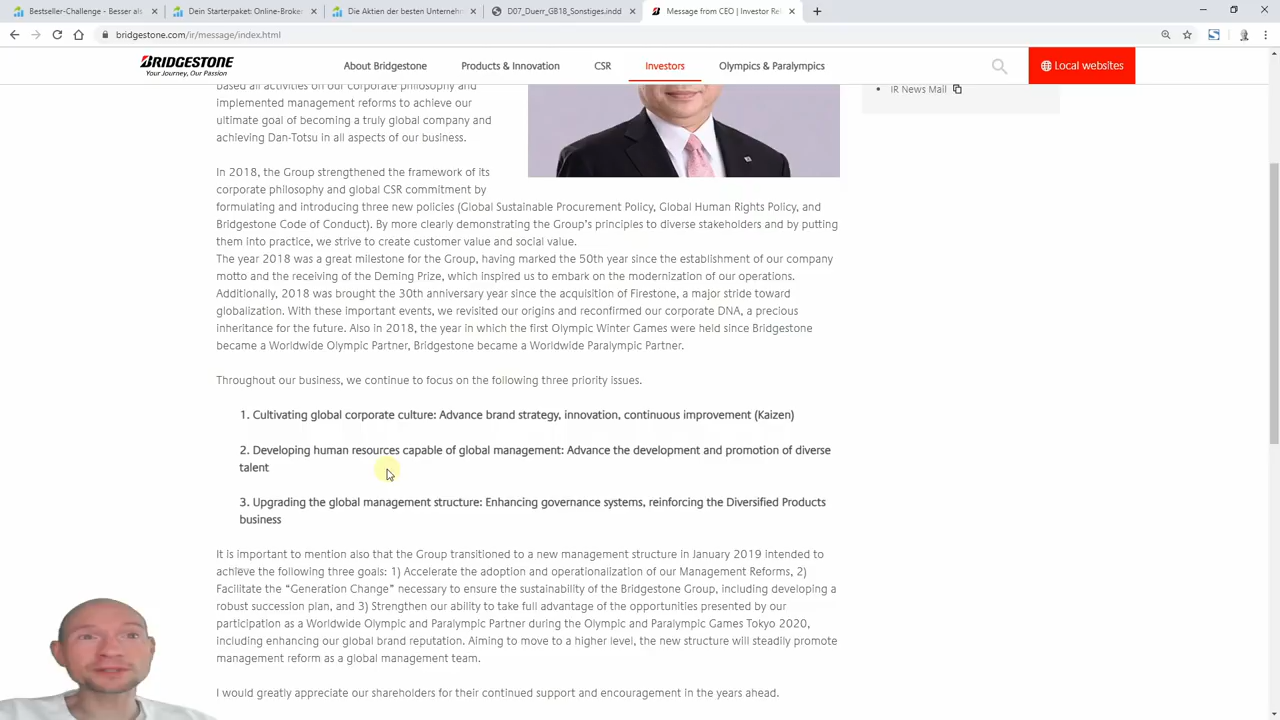 Bestseller-Challenge - Besser als
Dein Starterpaket: Online-Broker
Die Aktien der besten Unternehm
D07_Duerr_GB18_Sonstiges.indd
Message from CEO | Investor Rel
bridgestone.com/ir/message/index.html
BRIDGESTONE
Your Journey, Our Passion
About Bridgestone
Products & Innovation
CSR
Investors
Olympics & Paralympics
Local websites
IR News Mail
based all activities on our corporate philosophy and
implemented management reforms to achieve our
ultimate goal of becoming a truly global company and
achieving Dan-Totsu in all aspects of our business.
In 2018, the Group strengthened the framework of its
corporate philosophy and global CSR commitment by
formulating and introducing three new policies (Global Sustainable Procurement Policy, Global Human Rights Policy, and
Bridgestone Code of Conduct). By more clearly demonstrating the Group's principles to diverse stakeholders and by putting
them into practice, we strive to create customer value and social value.
The year 2018 was a great milestone for the Group, having marked the 50th year since the establishment of our company
motto and the receiving of the Deming Prize, which inspired us to embark on the modernization of our operations.
Additionally, 2018 was brought the 30th anniversary year since the acquisition of Firestone, a major stride toward
globalization. With these important events, we revisited our origins and reconfirmed our corporate DNA, a precious
inheritance for the future. Also in 2018, the year in which the first Olympic Winter Games were held since Bridgestone
became a Worldwide Olympic Partner, Bridgestone became a Worldwide Paralympic Partner.
Throughout our business, we continue to focus on the following three priority issues.
1. Cultivating global corporate culture: Advance brand strategy, innovation, continuous improvement (Kaizen)
2. Developing human resources capable of global management: Advance the development and promotion of diverse
talent
3. Upgrading the global management structure: Enhancing governance systems, reinforcing the Diversified Products
business
It is important to mention also that the Group transitioned to a new management structure in January 2019 intended to
achieve the following three goals: 1) Accelerate the adoption and operationalization of our Management Reforms, 2)
Facilitate the "Generation Change" necessary to ensure the sustainability of the Bridgestone Group, including developing a
robust succession plan, and 3) Strengthen our ability to take full advantage of the opportunities presented by our
participation as a Worldwide Olympic and Paralympic Partner during the Olympic and Paralympic Games Tokyo 2020,
including enhancing our global brand reputation. Aiming to move to a higher level, the new structure will steadily promote
management reform as a global management team.
I would greatly appreciate our shareholders for their continued support and encouragement in the years ahead.